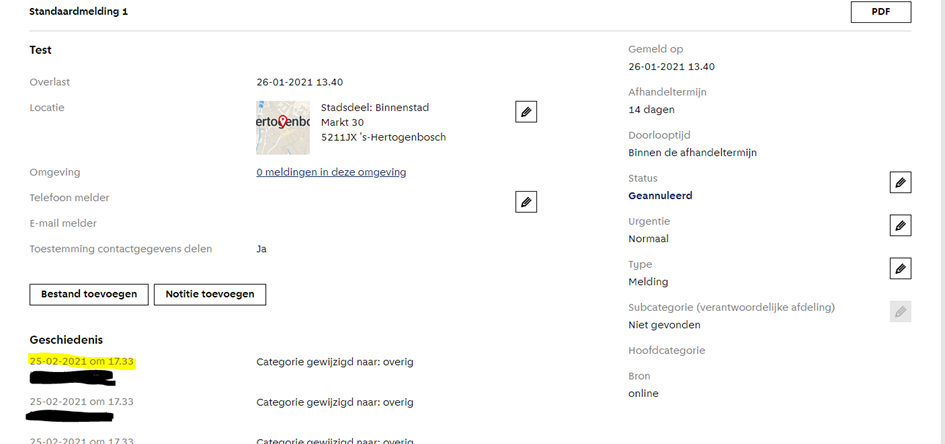 Standaardmelding 1
PDF
Test
Overlast
26-01-2021 13.40
Locatie
ertogenbo
Stadsdeel: Binnenstad
Markt 30
5211JX 's-Hertogenbosch
Omgeving
0 meldingen in deze omgeving
Telefoon melder
E-mail melder
Toestemming contactgegevens delen
Ja
Bestand toevoegen
Notitie toevoegen
Geschiedenis
25-02-2021 om 17.33
Categorie gewijzigd naar: overig
25-02-2021 om 17.33
Categorie gewijzigd naar: overig
25-02-2021 om 17.33
Categorie gewijzigd naar: overig
Gemeld op
26-01-2021 13.40
Afhandeltermijn
14 dagen
Doorlooptijd
Binnen de afhandeltermijn
Status
Geannuleerd
Urgentie
Normaal
Type
Melding
Subcategorie (verantwoordelijke afdeling)
Niet gevonden
Hoofdcategorie
Bron
online